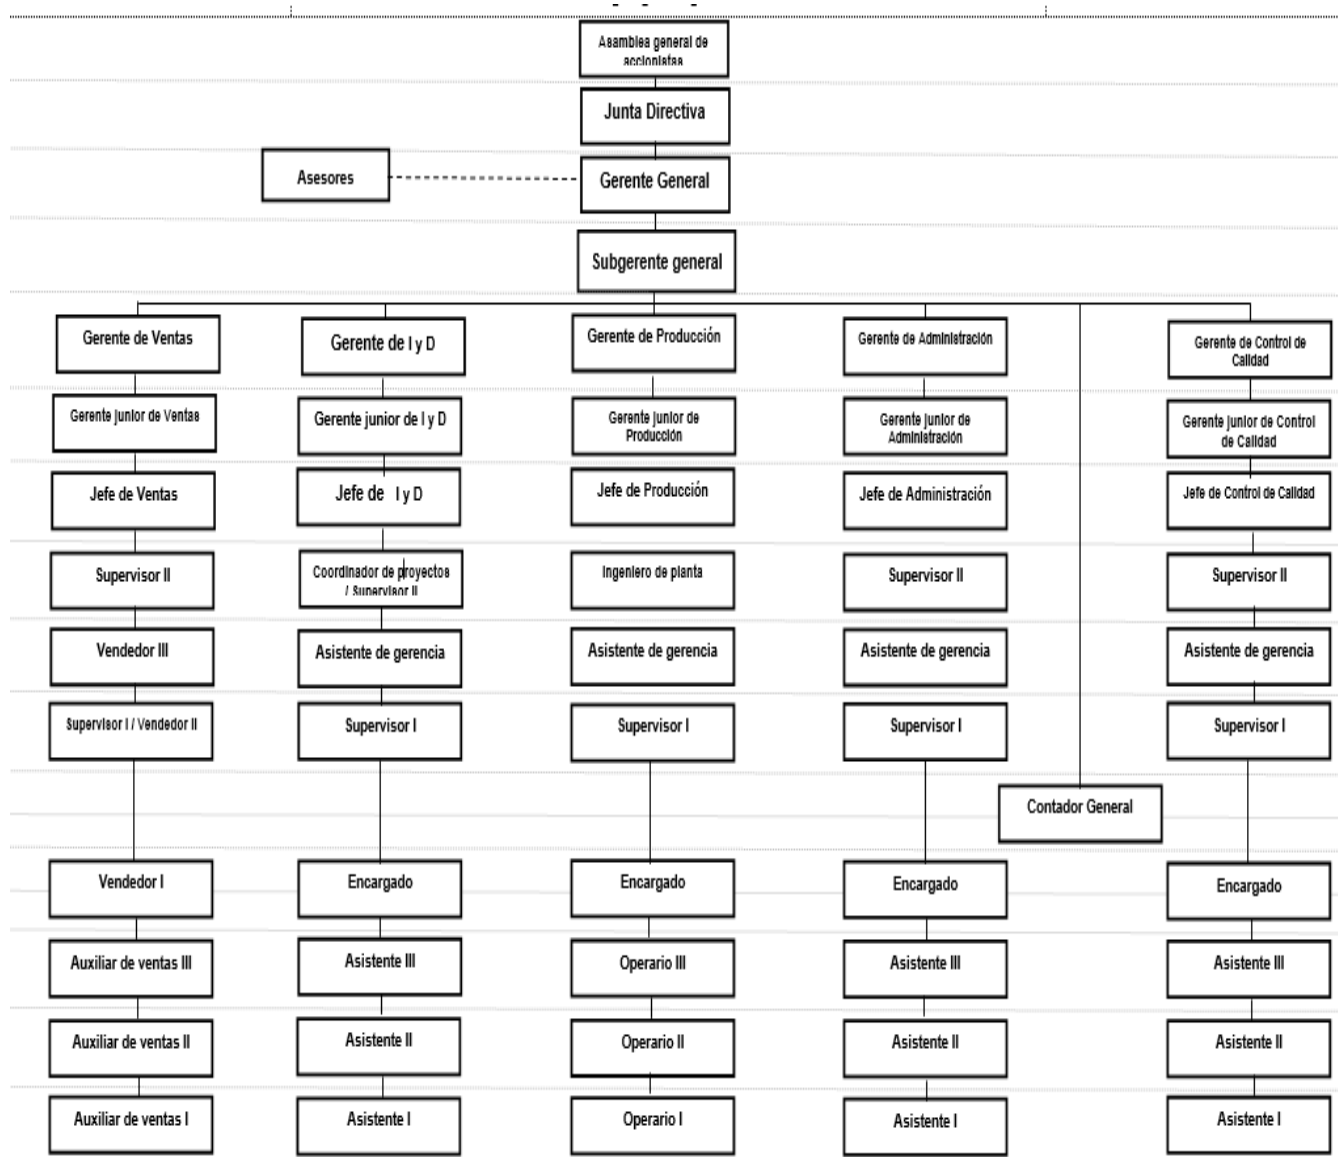 Asamblea general de
accionistas
Junta Directiva
Asesores
Gerente General
Subgerente general
Gerente de Ventas
Gerente de I y D
Gerente de Producción
Gerente de Administración
Gerente de Control de
Calidad
Gerente junior de Ventas
Gerente junior de I y D
Gerente junior de
Producción
Gerente junior de
Administración
Gerente junior de Control
de Calidad
Jefe de Ventas
Jefe de I y D
Jefe de Producción
Jefe de Administración
Jefe de Control de Calidad
Supervisor II
Coordinador de proyectos
/ Supervisor II
Ingeniero de planta
Supervisor II
Supervisor II
Vendedor III
Asistente de gerencia
Asistente de gerencia
Asistente de gerencia
Asistente de gerencia
Supervisor I / Vendedor II
Supervisor I
Supervisor I
Supervisor I
Supervisor I
Contador General
Vendedor I
Encargado
Encargado
Encargado
Encargado
Auxiliar de ventas III
Asistente III
Operario III
Asistente III
Asistente III
Auxiliar de ventas II
Asistente II
Operario II
Asistente II
Asistente II
Auxiliar de ventas I
Asistente I
Operario I
Asistente I
Asistente I